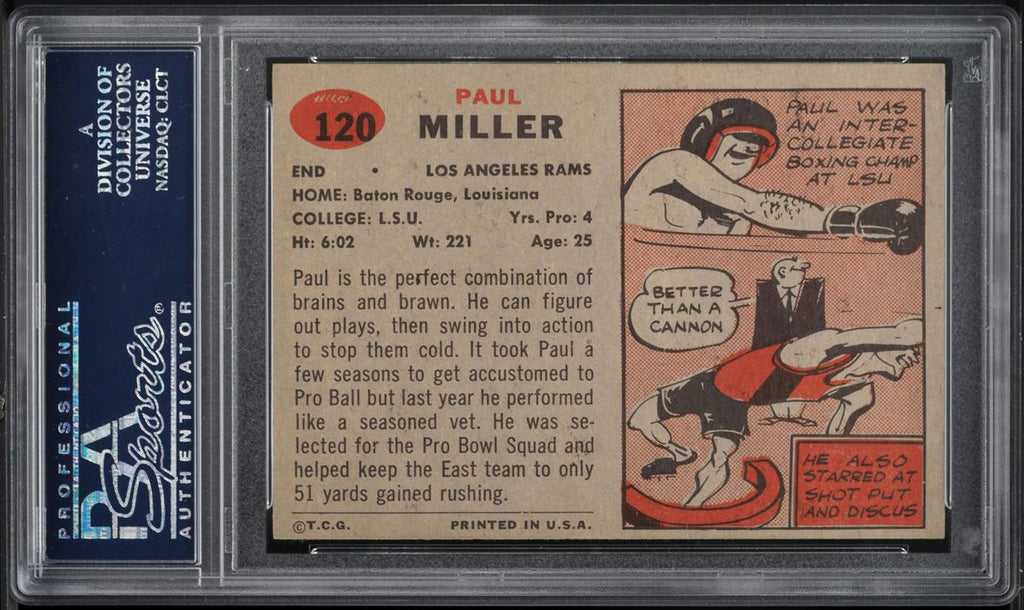 A
DIVISION OF
COLLECTORS
UNIVERSE
NASDAQ: CLCT
PROFESSIONAL
PSA
Sports®
AUTHENTICATOR
120
PAUL
MILLER
END • LOS ANGELES RAMS
HOME: Baton Rouge, Louisiana
COLLEGE: L.S.U. Yrs. Pro: 4
Ht: 6:02 Wt: 221 Age: 25
Paul is the perfect combination of
brains and brawn. He can figure
out plays, then swing into action
to stop them cold. It took Paul a
few seasons to get accustomed to
Pro Ball but last year he performed
like a seasoned vet. He was se-
lected for the Pro Bowl Squad and
helped keep the East team to only
51 yards gained rushing.
©T.C.G. PRINTED IN U.S.A.
PAUL WAS
AN INTER-
COLLEGIATE
BOXING CHAMP
AT LSU
BETTER
THAN A
CANNON
HE ALSO
STARRED AT
SHOT PUT
AND DISCUS